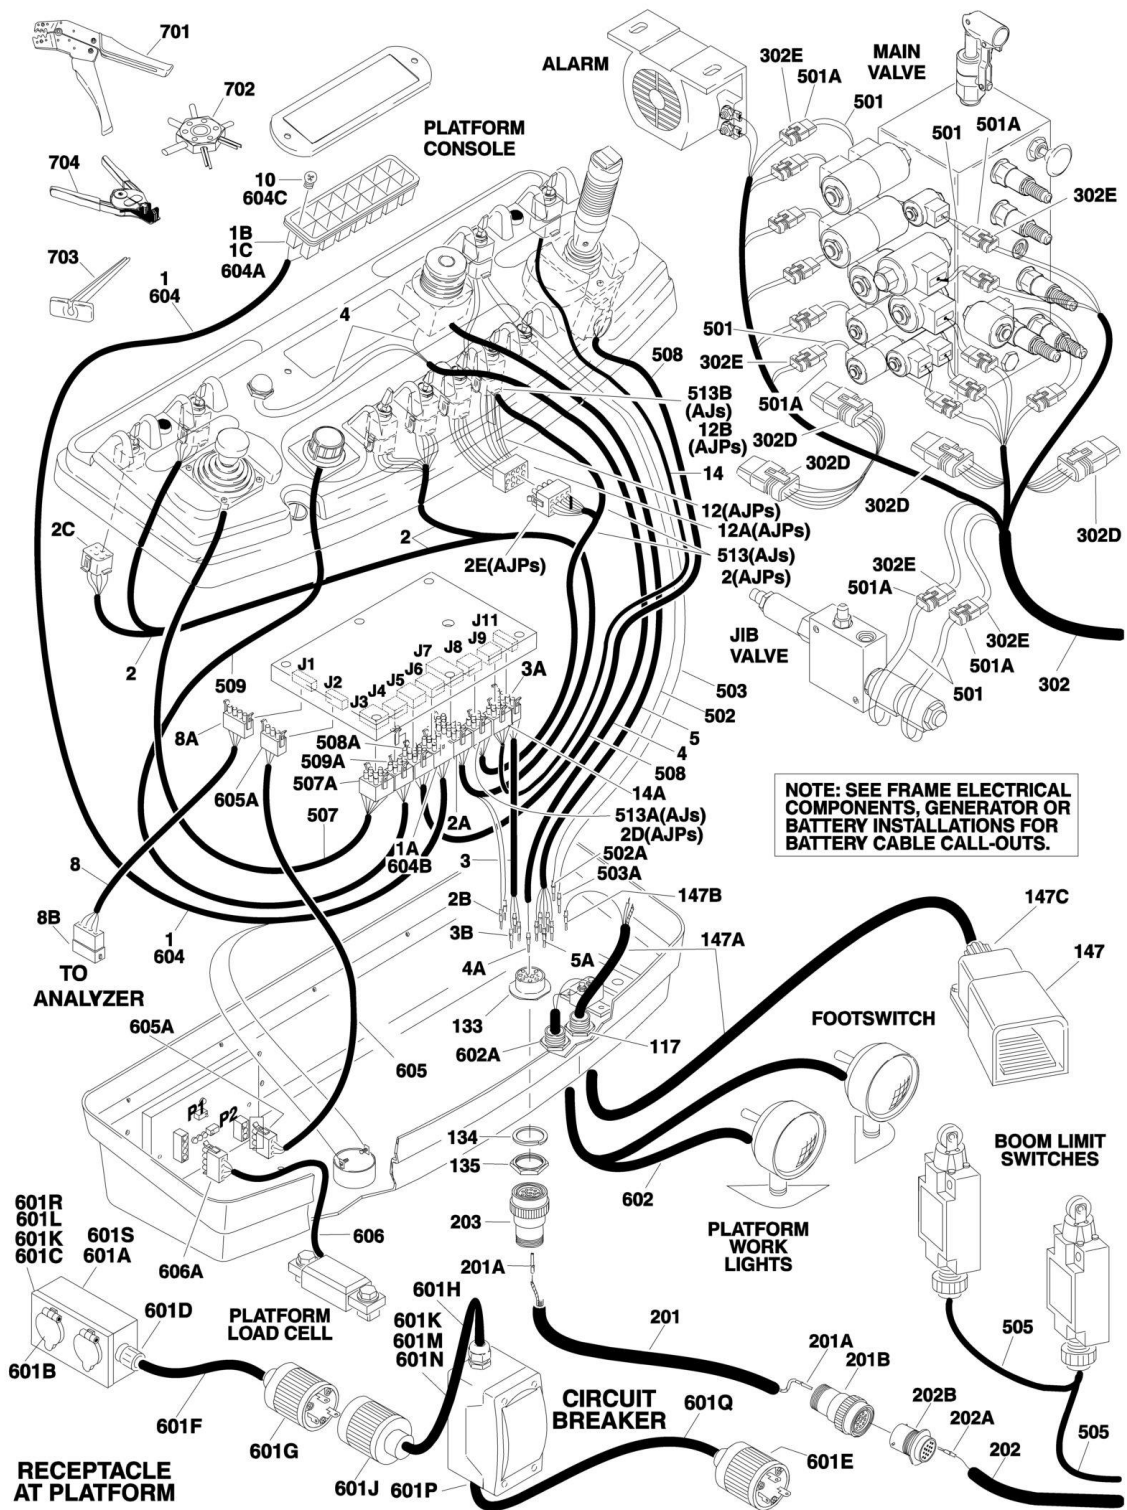 701
702
704
703
10
604C
1B
1C
604A
1
604
PLATFORM
CONSOLE
ALARM
302E
501A
501
MAIN
VALVE
501
501A
302E
4
508
501
302E
501A
513B
(AJs)
12B
(AJPs)
302D
14
302D
302D
302D
12(AJPs)
12A(AJPs)
513(AJs)
2(AJPs)
2C
2
2E(AJPs)
302E
501A
JIB
VALVE
302E
501A
501
302
J1
J2
J3
J4
J5
J6
J7
J8
J9
J11
3A
503
502
5
4
508
14A
2
509
8A
508A
509A
507A
605A
507
1A
604B
2A
3
513A(AJs)
2D(AJPs)
502A
503A
NOTE: SEE FRAME ELECTRICAL
COMPONENTS, GENERATOR OR
BATTERY INSTALLATIONS FOR
BATTERY CABLE CALL-OUTS.
8
8B
TO
ANALYZER
1
604
2B
3B
4A
5A
147B
147A
147C
147
133
602A
117
FOOTSWITCH
605A
605
P1
P2
134
135
203
201A
602
PLATFORM
WORK
LIGHTS
BOOM LIMIT
SWITCHES
601R
601L
601K
601C
601S
601A
606A
606
PLATFORM
LOAD CELL
601H
601K
601M
601N
601D
601B
601F
601G
601J
601P
CIRCUIT
BREAKER
601Q
601E
201
201A
201B
202B
202A
202
505
505
RECEPTACLE
AT PLATFORM